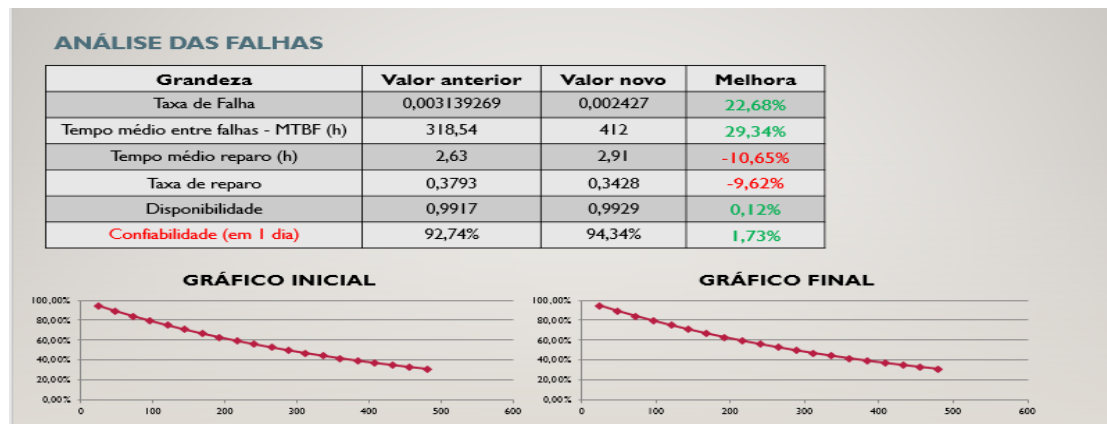 ANÁLISE DAS FALHAS
Grandeza Valor anterior Valor novo Melhora
Taxa de Falha 0,003139269 0,002427 22,68%
Tempo médio entre falhas - MTBF (h) 318,54 412 29,34%
Tempo médio reparo (h) 2,63 2,91 -10,65%
Taxa de reparo 0,3793 0,3428 -9,62%
Disponibilidade 0,9917 0,9929 0,12%
Confiabilidade (em 1 dia) 92,74% 94,34% 1,73%
GRÁFICO INICIAL
100,00%
80,00%
60,00%
40,00%
20,00%
0,00%
0 100 200 300 400 500 600
GRÁFICO FINAL
100,00%
80,00%
60,00%
40,00%
20,00%
0,00%
0 100 200 300 400 500 600